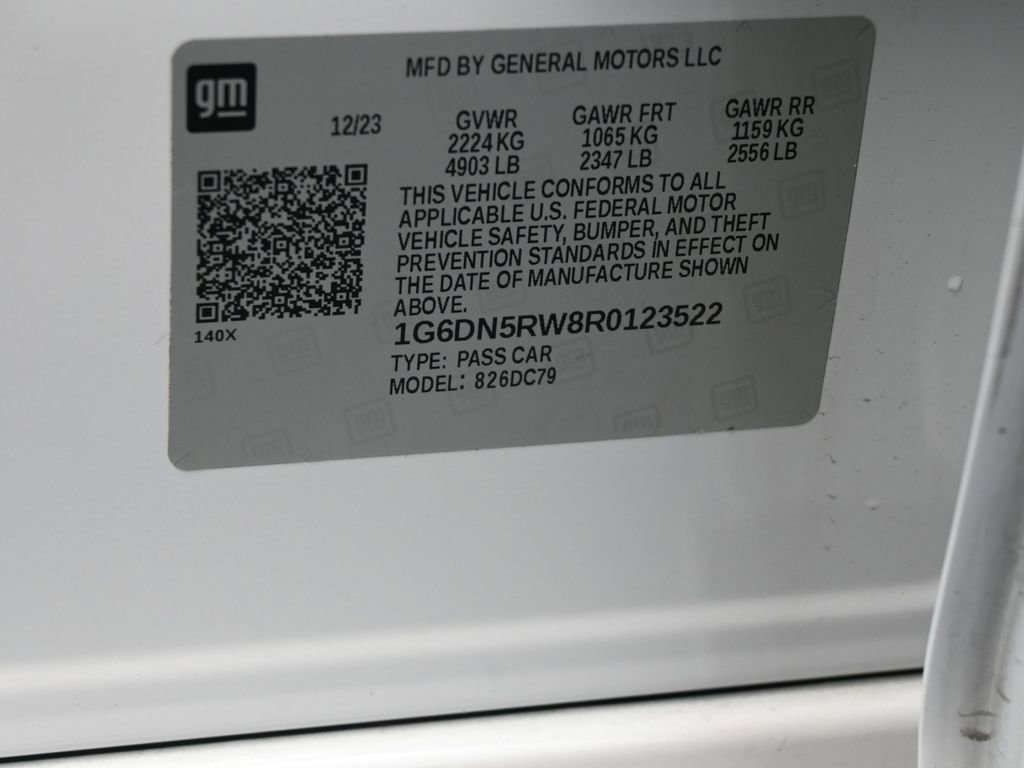 gm
MFD BY GENERAL MOTORS LLC
12/23 GVWR GAWR FRT GAWR RR
2224 KG 1065 KG 1159 KG
4903 LB 2347 LB 2556 LB
THIS VEHICLE CONFORMS TO ALL
APPLICABLE U.S. FEDERAL MOTOR
VEHICLE SAFETY, BUMPER, AND THEFT
PREVENTION STANDARDS IN EFFECT ON
THE DATE OF MANUFACTURE SHOWN
ABOVE.
140X
1G6DN5RW8R0123522
TYPE: PASS CAR
MODEL: 826DC79